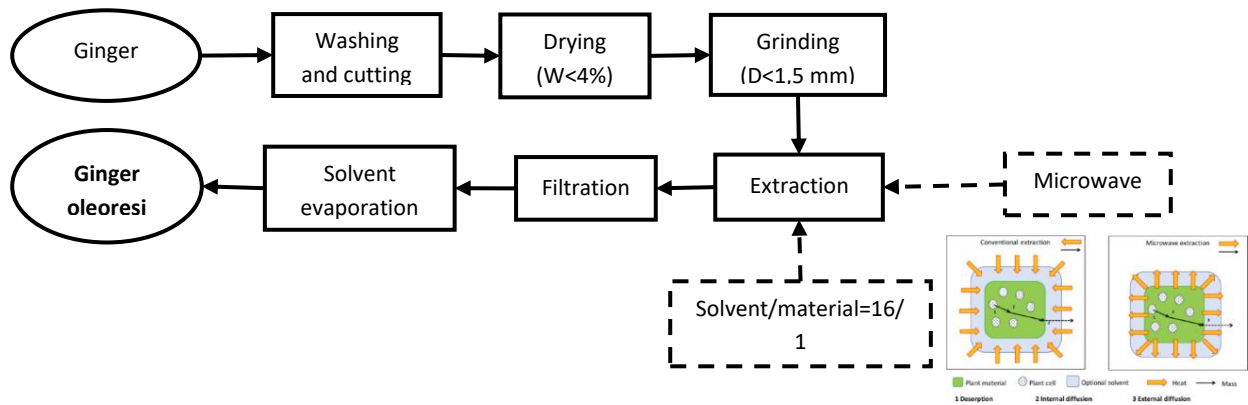 Ginger
Washing
and cutting
Drying
(W<4%)
Grinding
(D<1,5 mm)
Ginger
oleoresi
Solvent
evaporation
Filtration
Extraction
Microwave
Solvent/material=16/
1
Conventional extraction
Microwave extraction
Plant material
Plant cell
Optional solvent
Heat
Mass
1 Desorption
2 Internal diffusion
3 External diffusion